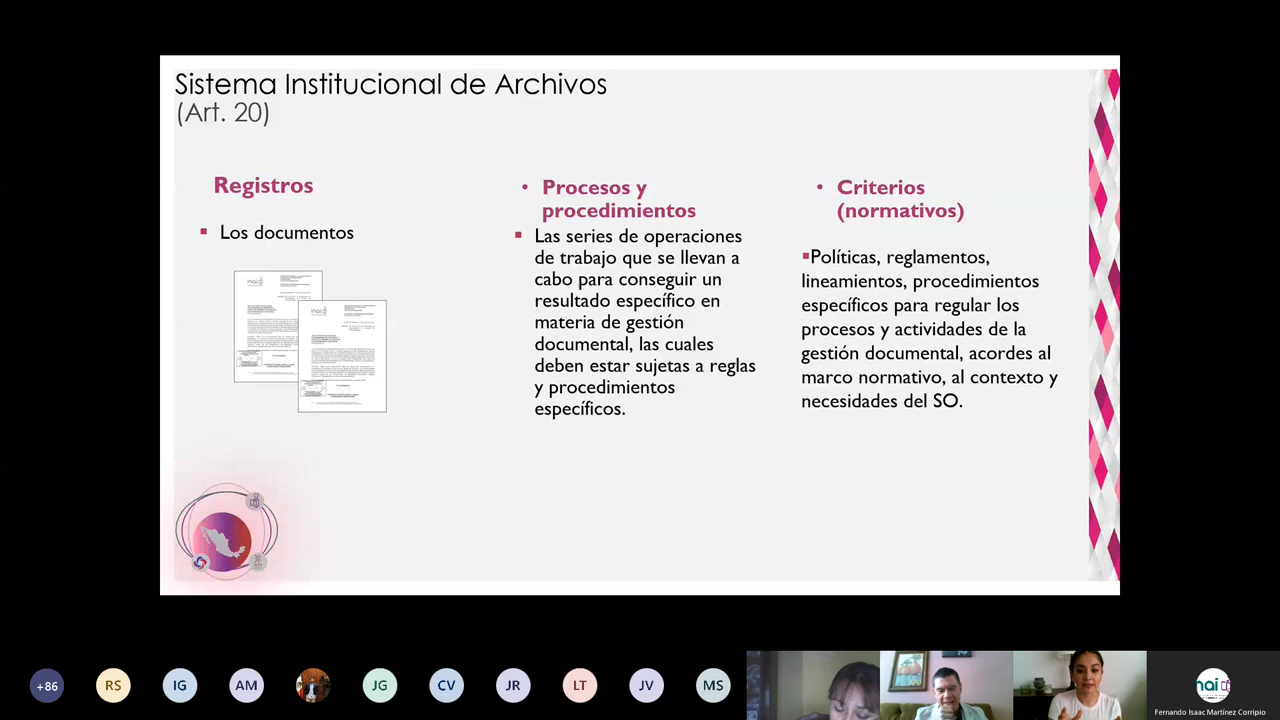 Sistema Institucional de Archivos
(Art. 20)
Registros
▪ Los documentos
inai
inai
• Procesos y
procedimientos
▪ Las series de operaciones
de trabajo que se llevan a
cabo para conseguir un
resultado específico en
materia de gestión
documental, las cuales
deben estar sujetas a reglas
y procedimientos
específicos.
• Criterios
(normativos)
▪Políticas, reglamentos,
lineamientos, procedimientos
específicos para regular los
procesos y actividades de la
gestión documental, acordes al
marco normativo, al contexto y
necesidades del SO.
+86
RS
IG
AM
JG
CV
JR
LT
JV
MS
inai
Fernando Isaac Martínez Corripio